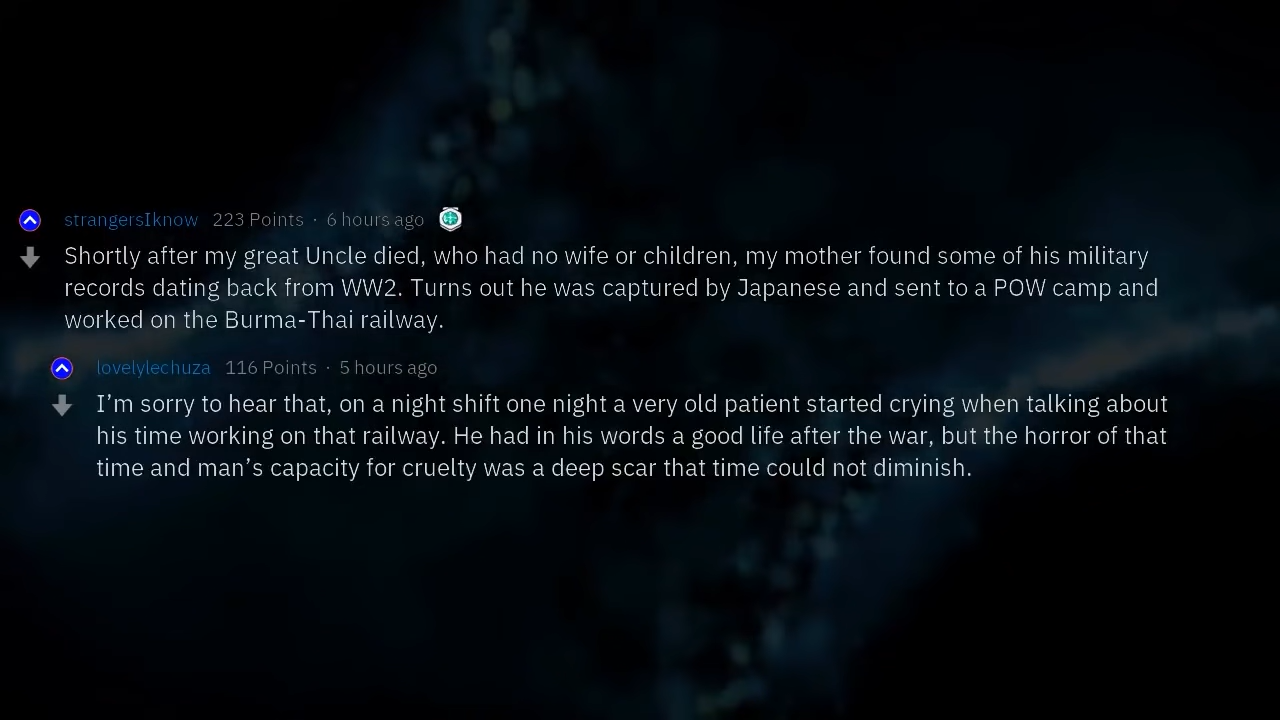 strangersIknow 223 Points · 6 hours ago
Shortly after my great Uncle died, who had no wife or children, my mother found some of his military
records dating back from WW2. Turns out he was captured by Japanese and sent to a POW camp and
worked on the Burma-Thai railway.
lovelylechuza 116 Points · 5 hours ago
I’m sorry to hear that, on a night shift one night a very old patient started crying when talking about
his time working on that railway. He had in his words a good life after the war, but the horror of that
time and man’s capacity for cruelty was a deep scar that time could not diminish.